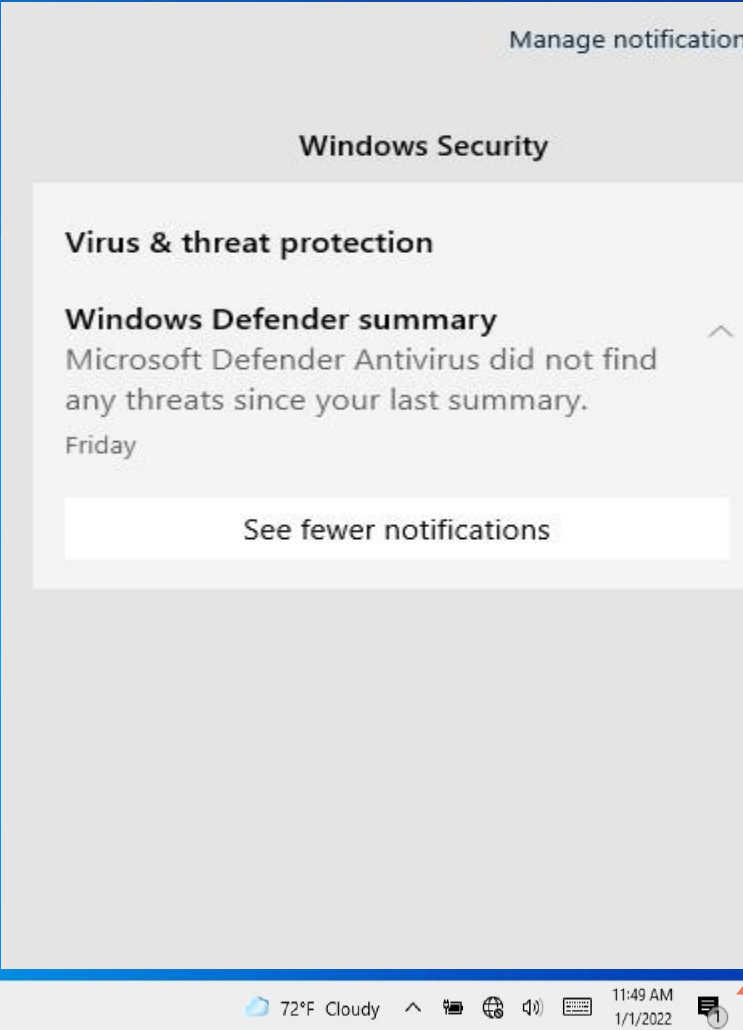 Manage notification
Windows Security
Virus & threat protection
Windows Defender summary
Microsoft Defender Antivirus did not find
any threats since your last summary.
Friday
See fewer notifications
72°F Cloudy
11:49 AM
1/1/2022
1